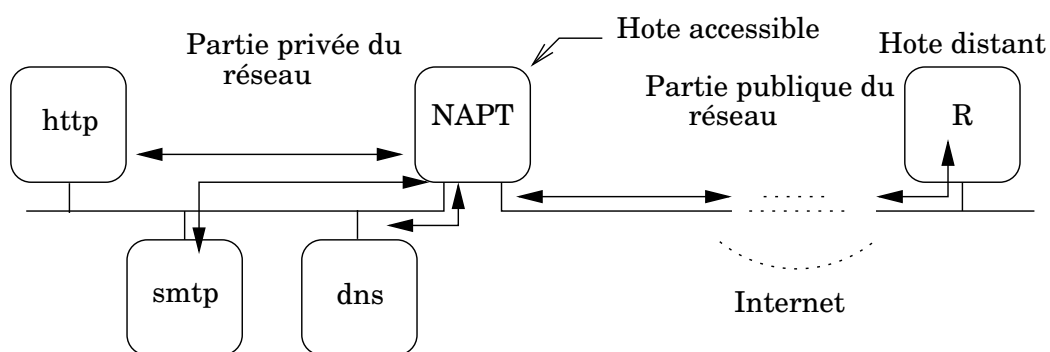 Partie privée du
réseau
Hote accessible
Hote distant
Partie publique du
réseau
http
NAPT
R
smtp
dns
Internet